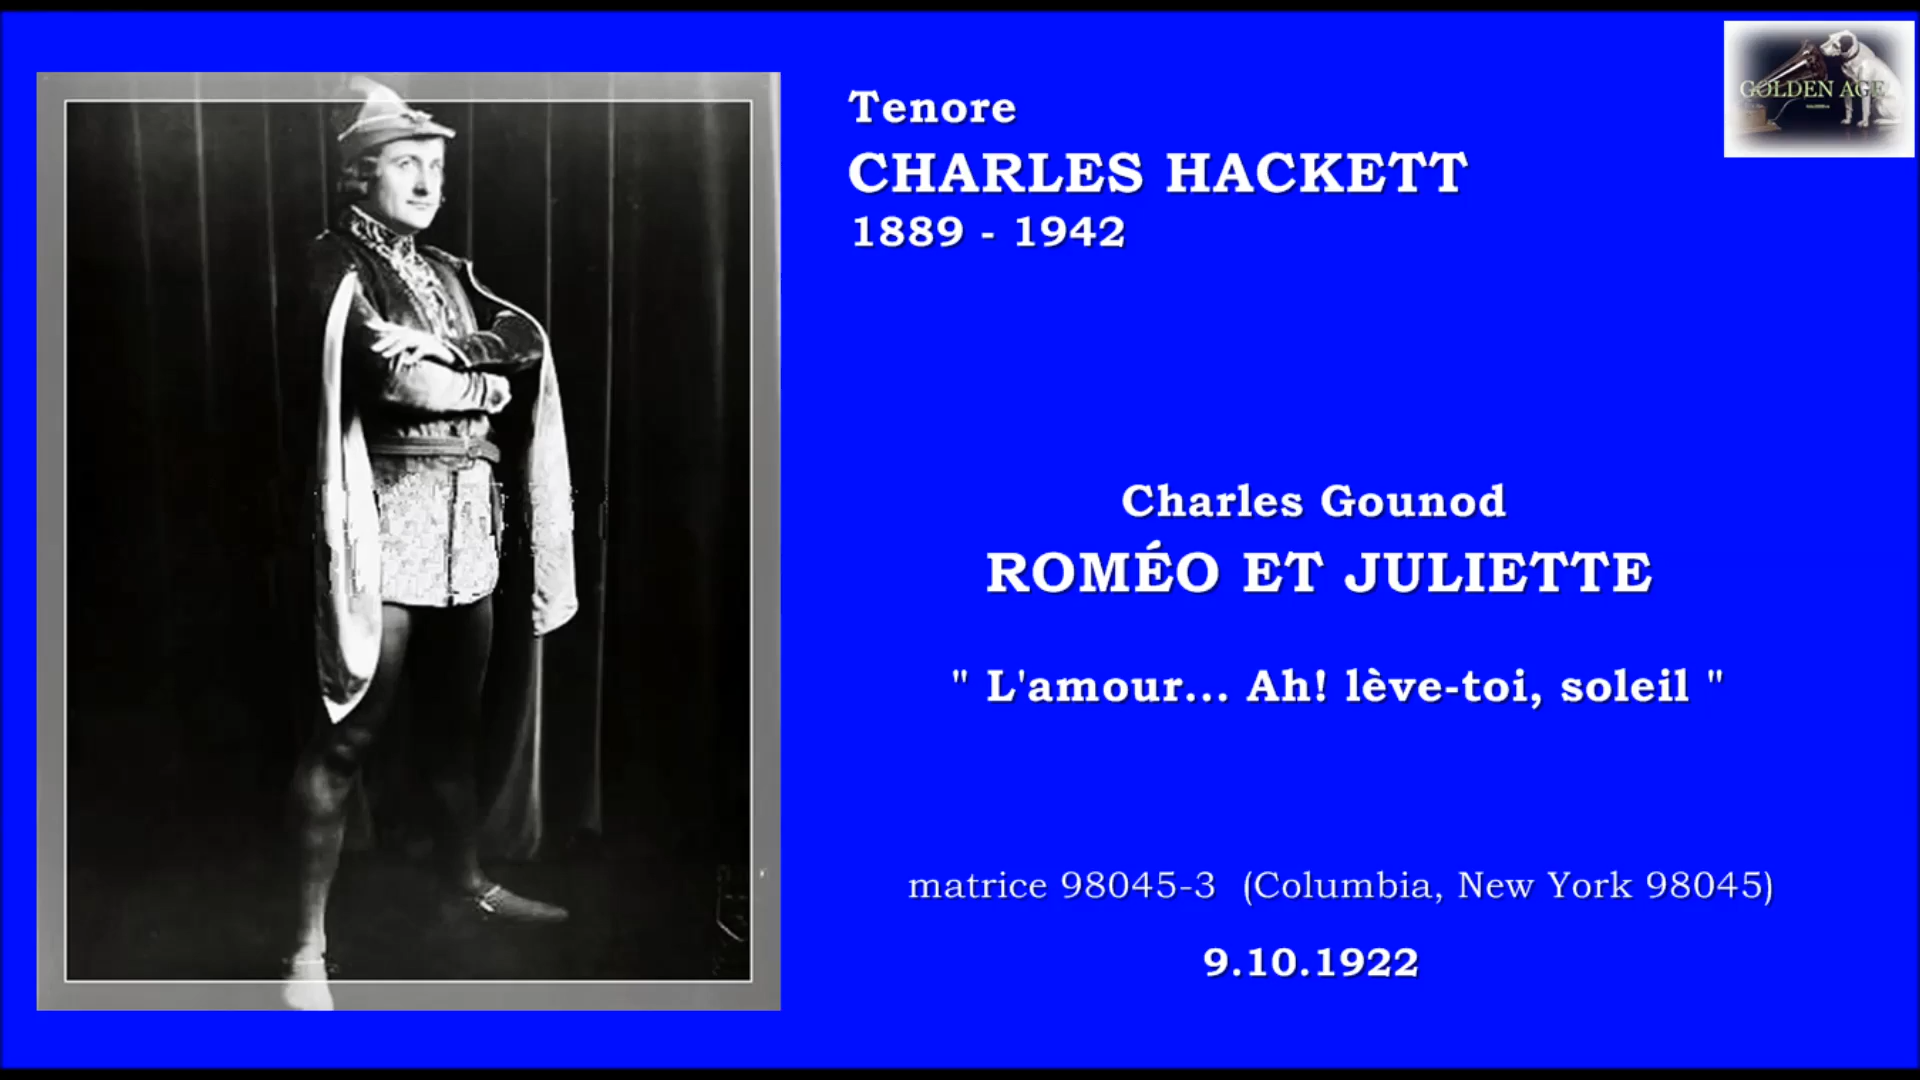 Tenore
CHARLES HACKETT
1889 - 1942
GOLDEN AGE
Charles Gounod
ROMÉO ET JULIETTE
" L'amour... Ah! lève-toi, soleil "
matrice 98045-3 (Columbia, New York 98045)
9.10.1922